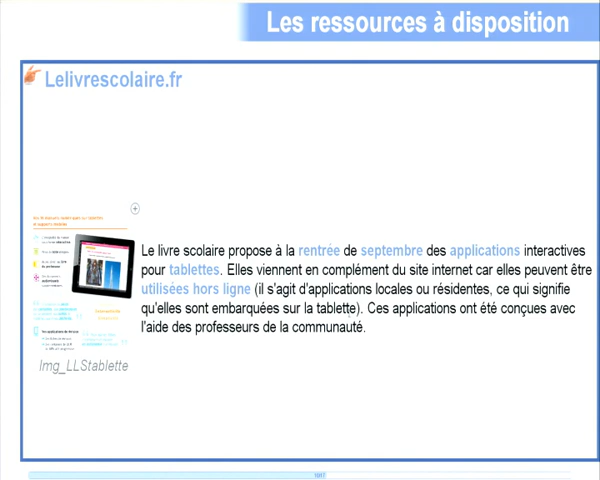 Les ressources à disposition
Lelivrescolaire.fr
Le livre scolaire propose à la rentrée de septembre des applications interactives
pour tablettes. Elles viennent en complément du site internet car elles peuvent être
utilisées hors ligne (il s'agit d'applications locales ou résidentes, ce qui signifie
qu'elles sont embarquées sur la tablette). Ces applications ont été conçues avec
l'aide des professeurs de la communauté.
Img_LLStablette